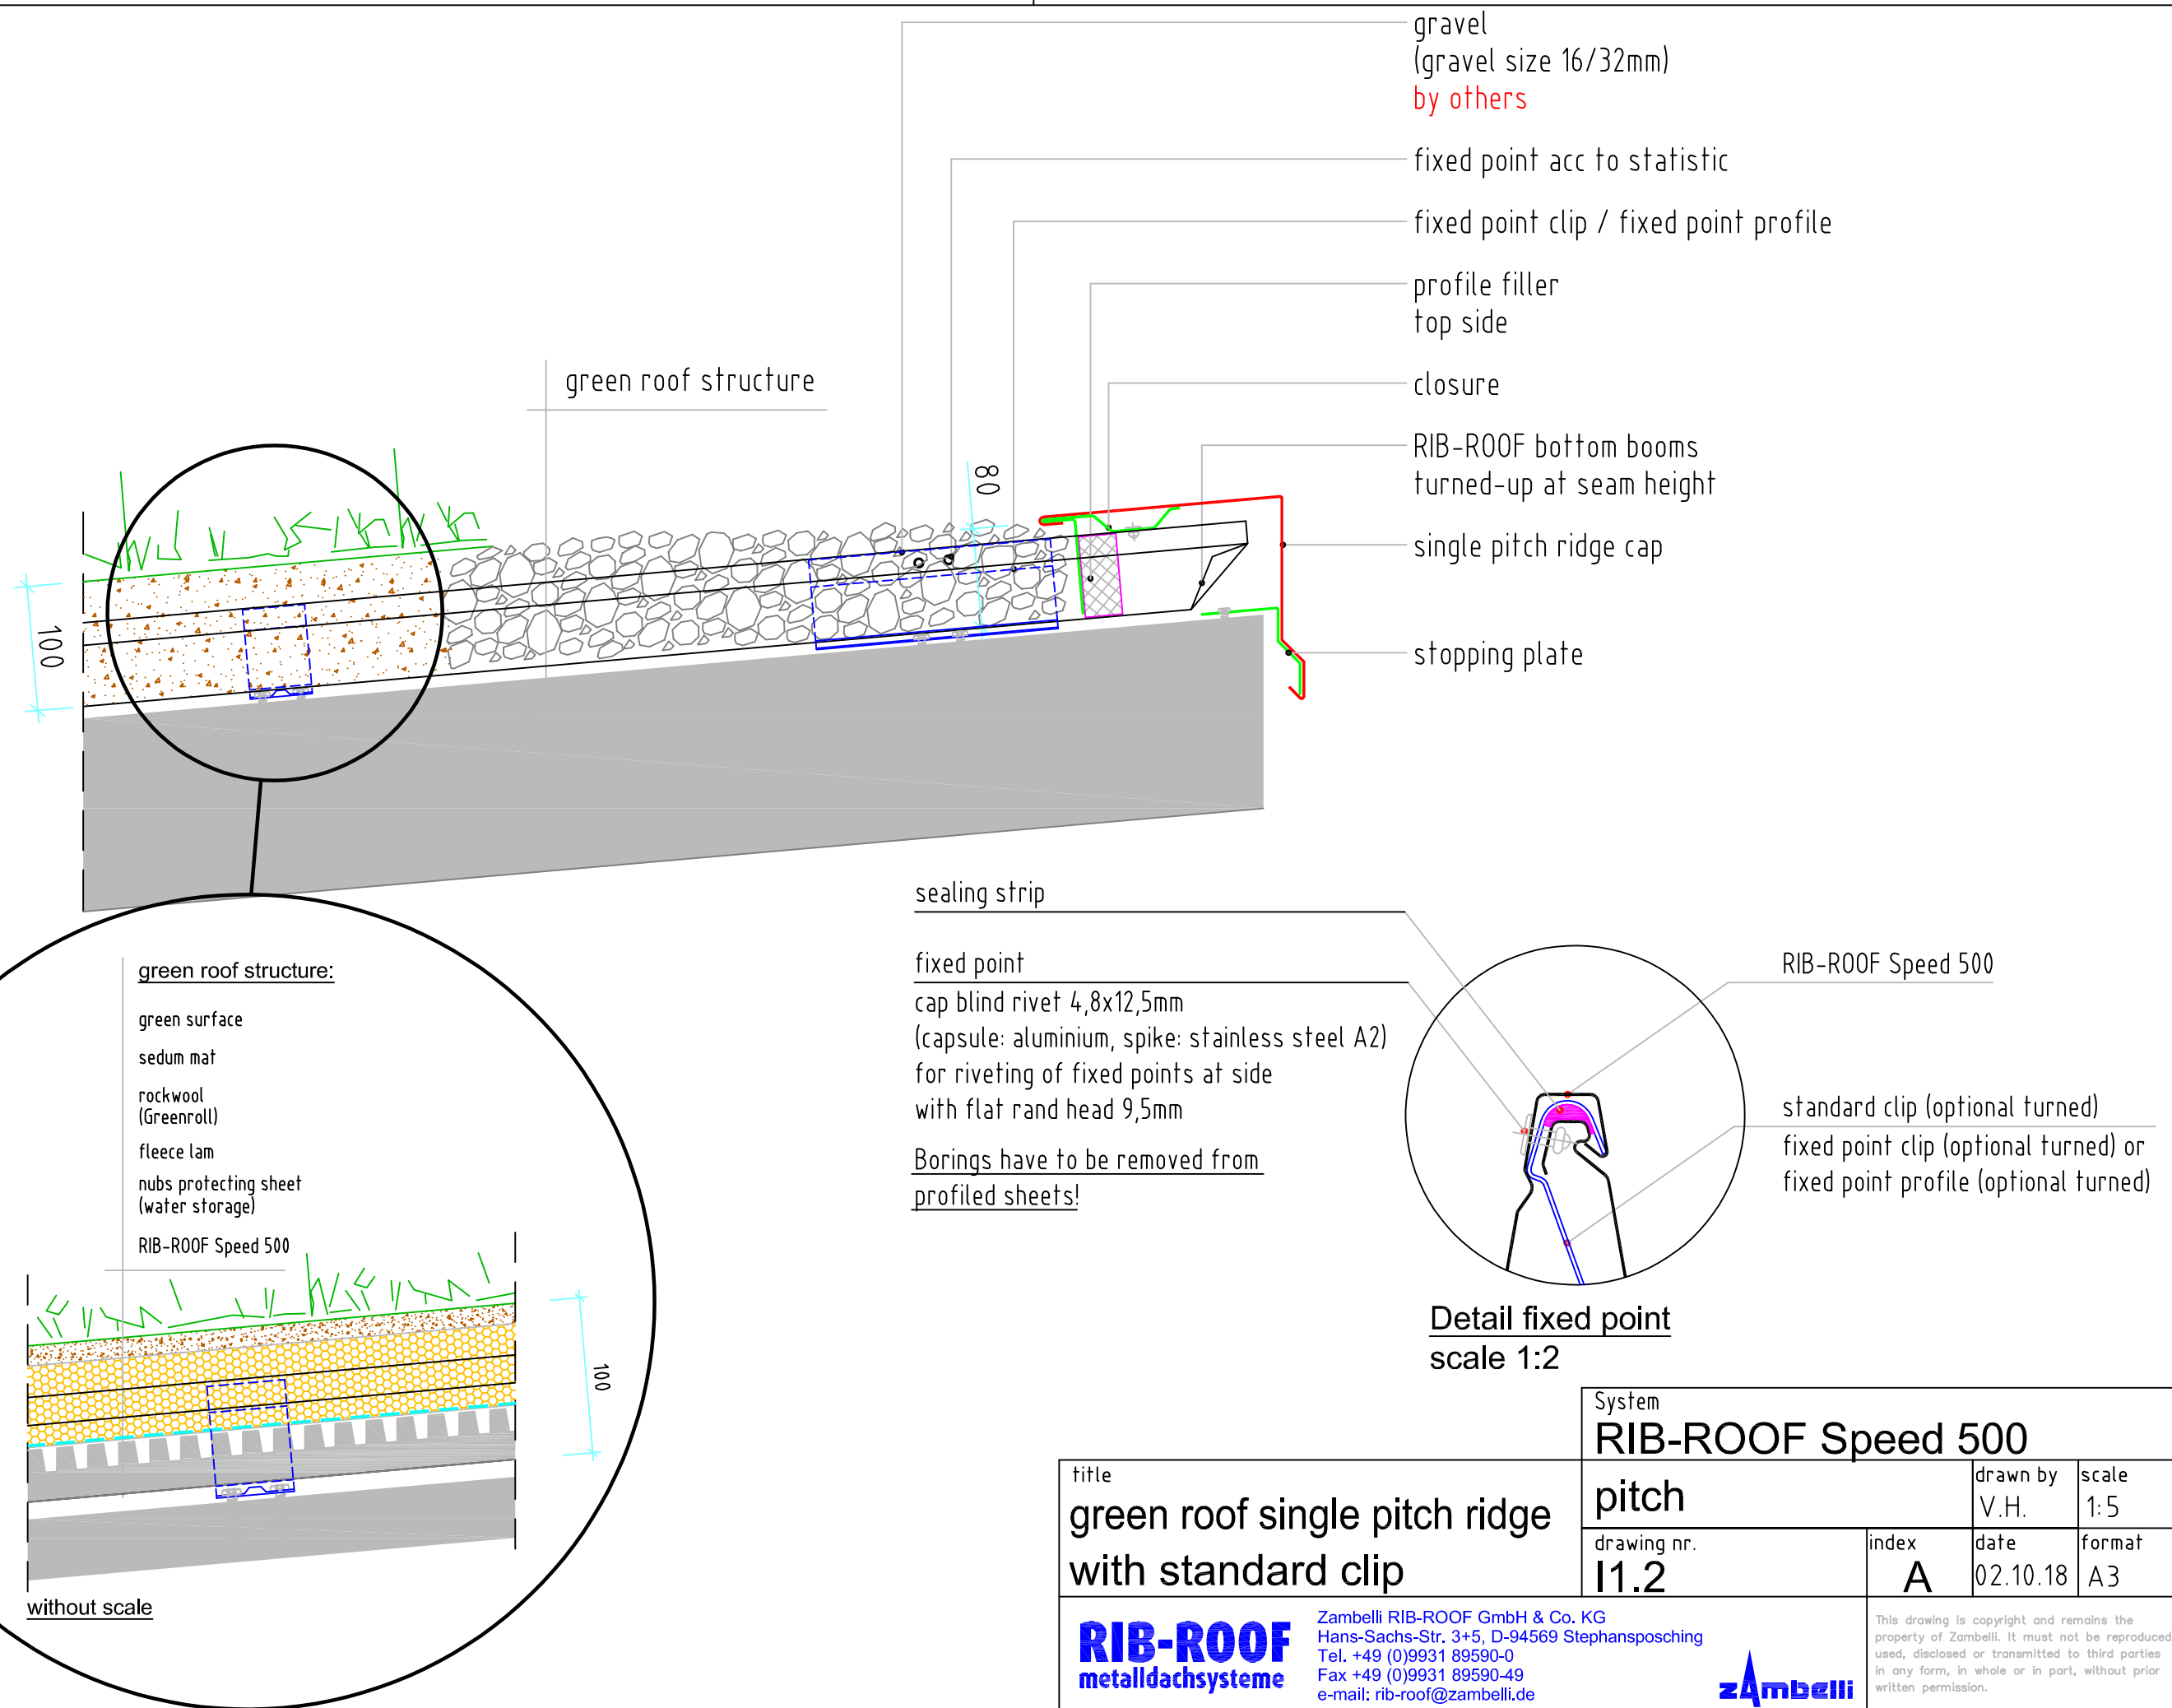 gravel
(gravel size 16/32mm)
by others
fixed point acc to statistic
fixed point clip / fixed point profile
profile filler
top side
closure
RIB-ROOF bottom booms
turned-up at seam height
single pitch ridge cap
stopping plate
green roof structure
80
100
green roof structure:
green surface
sedum mat
rockwool
(Greenroll)
fleece lam
nubs protecting sheet
(water storage)
RIB-ROOF Speed 500
100
without scale
sealing strip
fixed point
cap blind rivet 4,8x12,5mm
(capsule: aluminium, spike: stainless steel A2)
for riveting of fixed points at side
with flat rand head 9,5mm
Borings have to be removed from
profiled sheets!
RIB-ROOF Speed 500
standard clip (optional turned)
fixed point clip (optional turned) or
fixed point profile (optional turned)
Detail fixed point
scale 1:2
System
RIB-ROOF Speed 500
title
green roof single pitch ridge
with standard clip
pitch
drawn by
V.H.
scale
1:5
drawing nr.
I1.2
index
A
date
02.10.18
format
A3
RIB-ROOF
metalldachsysteme
Zambelli RIB-ROOF GmbH & Co. KG
Hans-Sachs-Str. 3+5, D-94569 Stephansposching
Tel. +49 (0)9931 89590-0
Fax +49 (0)9931 89590-49
e-mail: rib-roof@zambelli.de
zAmbelli
This drawing is copyright and remains the
property of Zambelli. It must not be reproduced
used, disclosed or transmitted to third parties
in any form, in whole or in part, without prior
written permission.